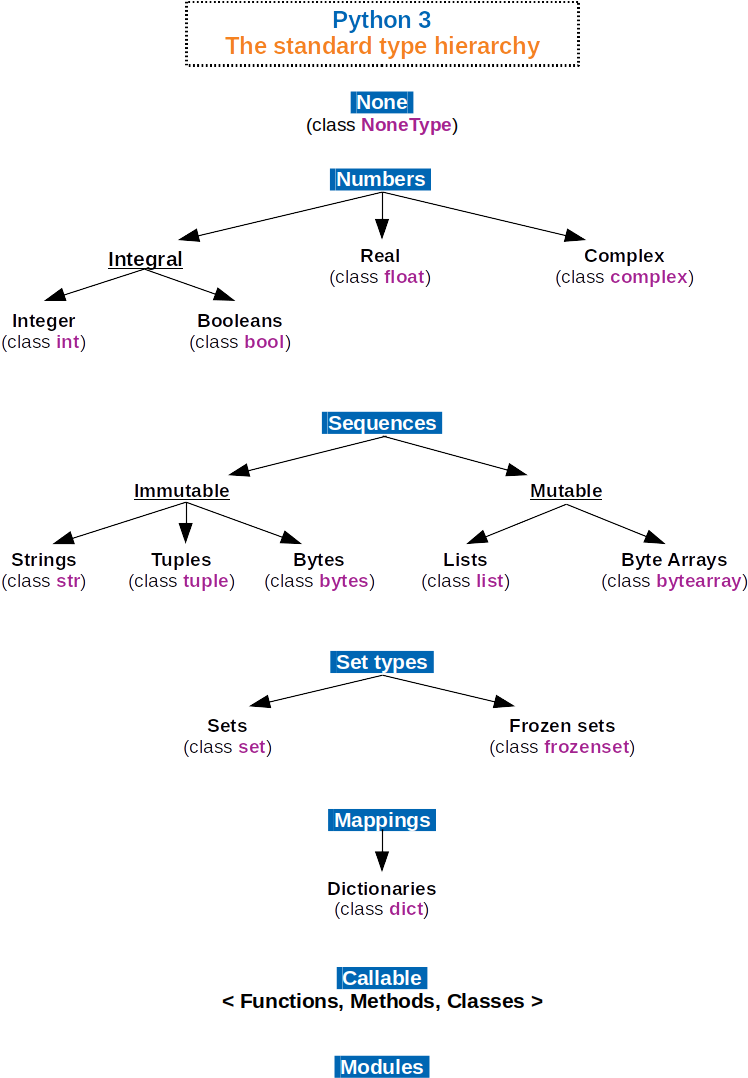 Python 3
The standard type hierarchy
None
(class NoneType)
Numbers
Integral
Real
(class float)
Complex
(class complex)
Integer
(class int)
Booleans
(class bool)
Sequences
Immutable
Mutable
Strings
(class str)
Tuples
(class tuple)
Bytes
(class bytes)
Lists
(class list)
Byte Arrays
(class bytearray)
Set types
Sets
(class set)
Frozen sets
(class frozenset)
Mappings
Dictionaries
(class dict)
Callable
< Functions, Methods, Classes >
Modules